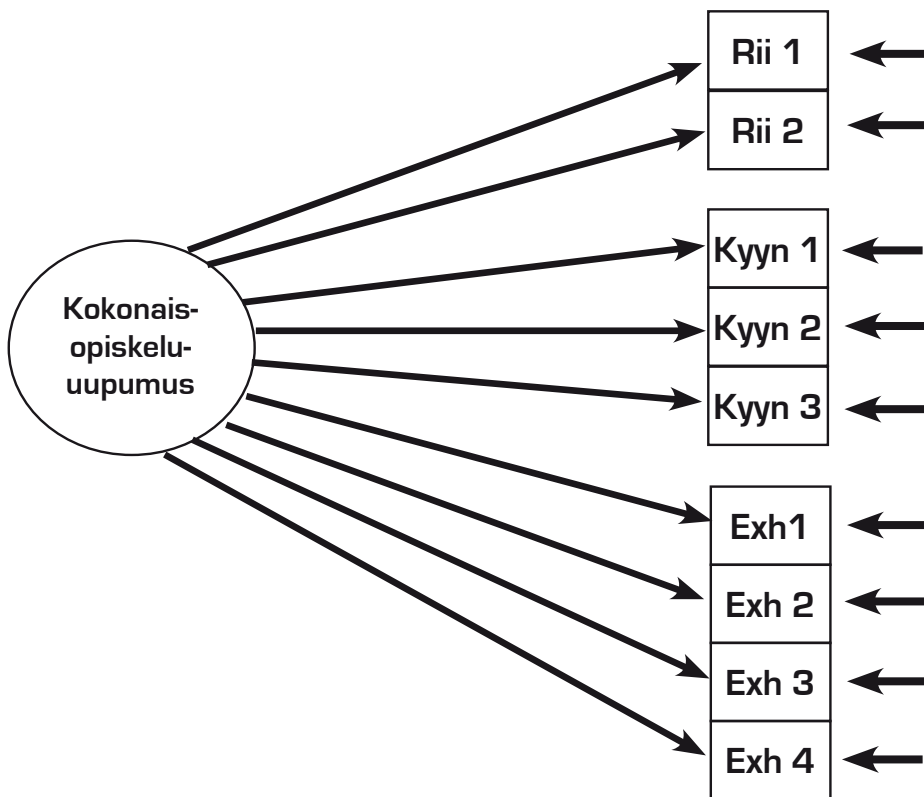 Kokonais-
opiskelu-
uupumus
Rii 1
Rii 2
Kyyn 1
Kyyn 2
Kyyn 3
Exh1
Exh 2
Exh 3
Exh 4